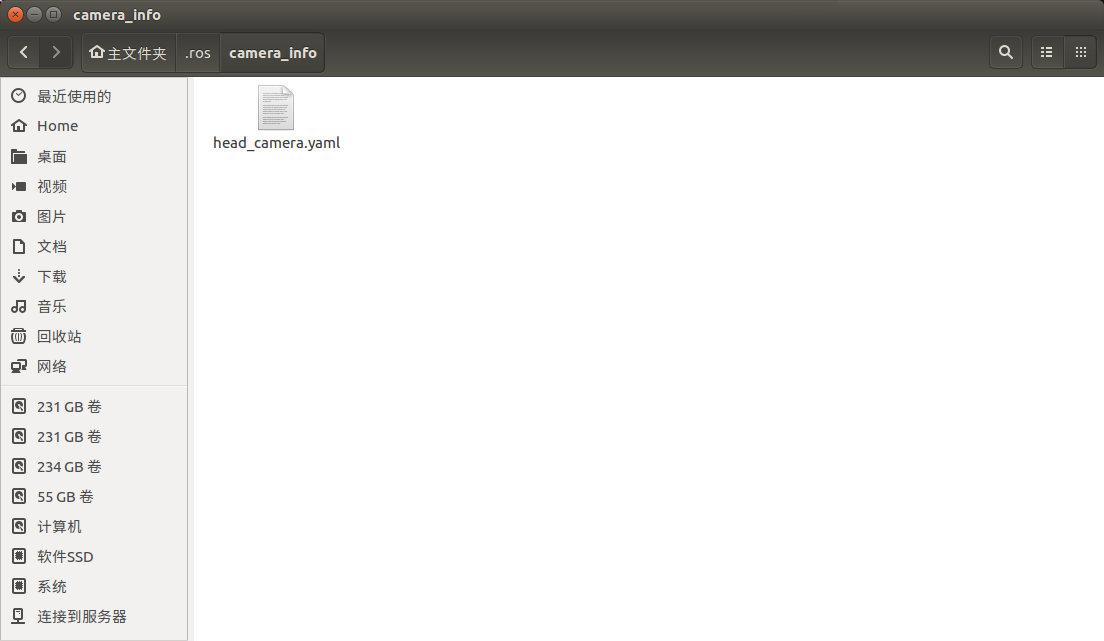 camera_info
主文件夹 .ros camera_info
最近使用的
Home
桌面
视频
图片
文档
下载
音乐
回收站
网络
231 GB 卷
231 GB 卷
234 GB 卷
55 GB 卷
计算机
软件SSD
系统
连接到服务器
head_camera.yaml